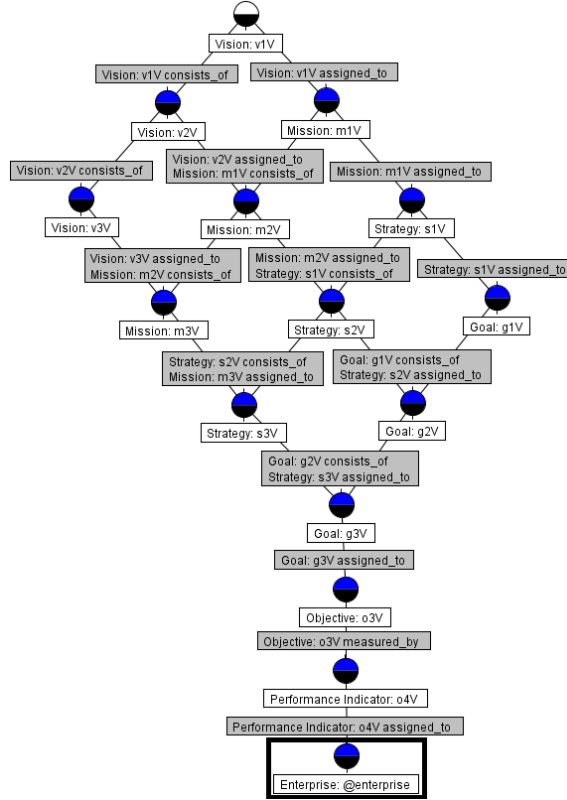 Vision: v1V
Vision: v1V consists_of
Vision: v1V assigned_to
Vision: v2V
Mission: m1V
Vision: v2V consists_of
Vision: v2V assigned_to
Mission: m1V consists_of
Mission: m1V assigned_to
Vision: v3V
Mission: m2V
Strategy: s1V
Vision: v3V assigned_to
Mission: m2V consists_of
Mission: m2V assigned_to
Strategy: s1V consists_of
Strategy: s1V assigned_to
Mission: m3V
Strategy: s2V
Goal: g1V
Strategy: s2V consists_of
Mission: m3V assigned_to
Goal: g1V consists_of
Strategy: s2V assigned_to
Strategy: s3V
Goal: g2V
Goal: g2V consists_of
Strategy: s3V assigned_to
Goal: g3V
Goal: g3V assigned_to
Objective: o3V
Objective: o3V measured_by
Performance Indicator: o4V
Performance Indicator: o4V assigned_to
Enterprise: @enterprise